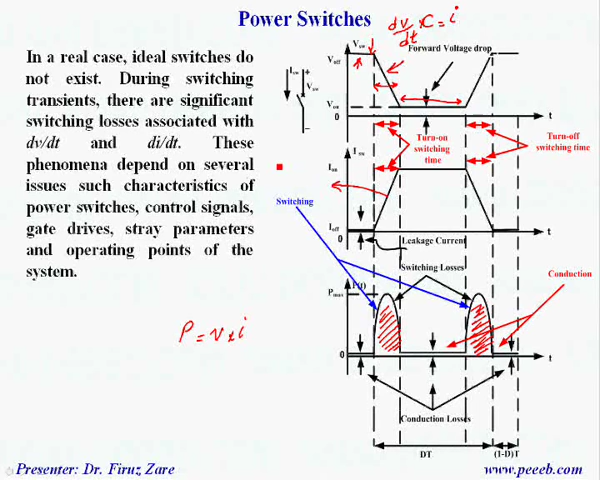 Power Switches
dv/dt x C = i
In a real case, ideal switches do
not exist. During switching
transients, there are significant
switching losses associated with
dv/dt and di/dt. These
phenomena depend on several
issues such characteristics of
power switches, control signals,
gate drives, stray parameters
and operating points of the
system.
P = v x i
Isw
+
Vsw
−
Vsw
Forward Voltage drop
Voff
Von
0
t
Turn-on
switching
time
Turn-off
switching time
I sw
Ion
Ioff
0
t
Leakage Current
Switching
Switching Losses
P(t)
Pmax
Conduction
0
t
Conduction Losses
DT
(1-D)T
Presenter: Dr. Firuz Zare
www.peeeb.com